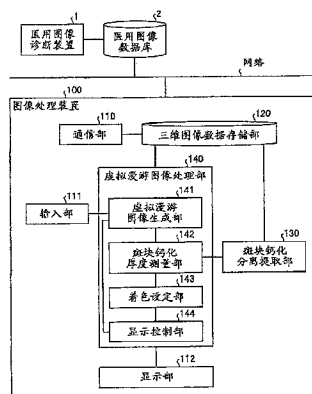 1
2
医用图像
诊断装置
医用图像
数据库
网络
100
图像处理装置
110
120
通信部
三维图像数据存储部
140
虚拟漫游图像处理部
111
141
130
输入部
虚拟漫游
图像生成部
142
斑块钙化
厚度测量部
斑块钙化
分离提取部
143
着色设定部
144
显示控制部
112
显示部